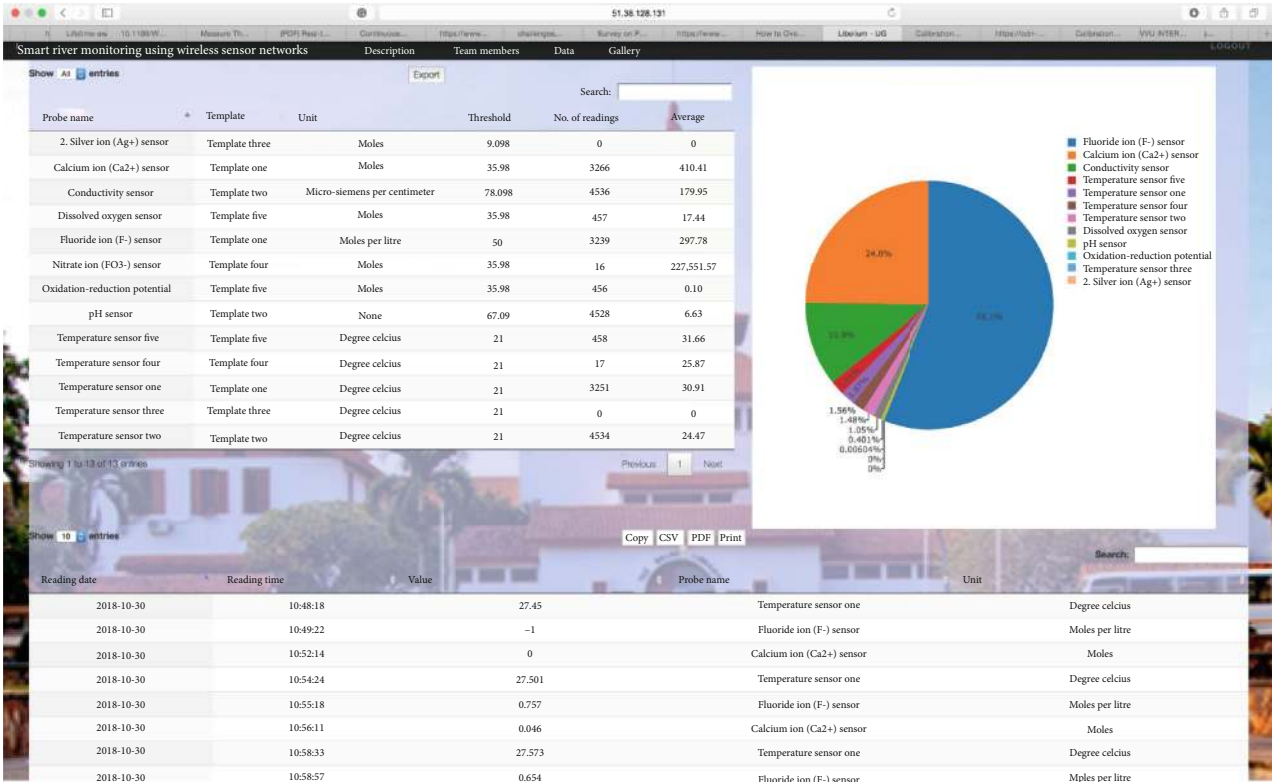 51.38.128.131
Libelium - UG
Smart river monitoring using wireless sensor networks Description Team members Data Gallery LOGOUT
Show All entries Export
Search:
Probe name Template Unit Threshold No. of readings Average
2. Silver ion (Ag+) sensor Template three Moles 9.098 0 0
Calcium ion (Ca2+) sensor Template one Moles 35.98 3266 410.41
Conductivity sensor Template two Micro-siemens per centimeter 78.098 4536 179.95
Dissolved oxygen sensor Template five Moles 35.98 457 17.44
Fluoride ion (F-) sensor Template one Moles per litre 50 3239 297.78
Nitrate ion (FO3-) sensor Template four Moles 35.98 16 227,551.57
Oxidation-reduction potential Template five Moles 35.98 456 0.10
pH sensor Template two None 67.09 4528 6.63
Temperature sensor five Template five Degree celcius 21 458 31.66
Temperature sensor four Template four Degree celcius 21 17 25.87
Temperature sensor one Template one Degree celcius 21 3251 30.91
Temperature sensor three Template three Degree celcius 21 0 0
Temperature sensor two Template two Degree celcius 21 4534 24.47
Showing 1 to 13 of 13 entries Previous 1 Next
Fluoride ion (F-) sensor
Calcium ion (Ca2+) sensor
Conductivity sensor
Temperature sensor five
Temperature sensor one
Temperature sensor four
Temperature sensor two
Dissolved oxygen sensor
pH sensor
Oxidation-reduction potential
Temperature sensor three
2. Silver ion (Ag+) sensor
24.8%
1.56%
1.48%
1.05%
0.401%
0.00604%
0%
0%
Show 10 entries Copy CSV PDF Print
Search:
Reading date Reading time Value Probe name Unit
2018-10-30 10:48:18 27.45 Temperature sensor one Degree celcius
2018-10-30 10:49:22 –1 Fluoride ion (F-) sensor Moles per litre
2018-10-30 10:52:14 0 Calcium ion (Ca2+) sensor Moles
2018-10-30 10:54:24 27.501 Temperature sensor one Degree celcius
2018-10-30 10:55:18 0.757 Fluoride ion (F-) sensor Moles per litre
2018-10-30 10:56:11 0.046 Calcium ion (Ca2+) sensor Moles
2018-10-30 10:58:33 27.573 Temperature sensor one Degree celcius
2018-10-30 10:58:57 0.654 Fluoride ion (F-) sensor Mples per litre